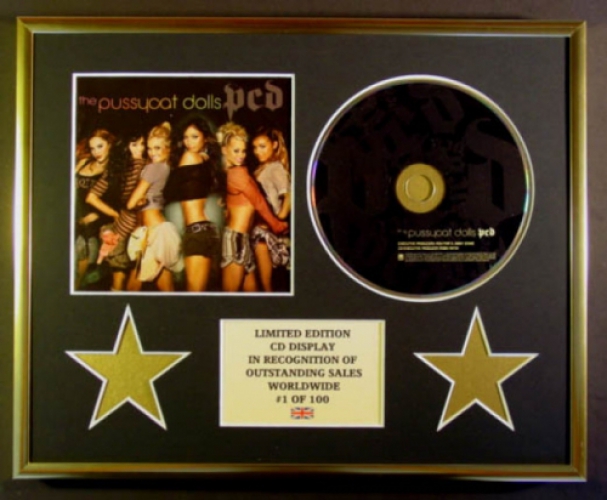 the pussycat dolls pcd
the pussycat dolls pcd
LIMITED EDITION
CD DISPLAY
IN RECOGNITION OF
OUTSTANDING SALES
WORLDWIDE
#1 OF 100